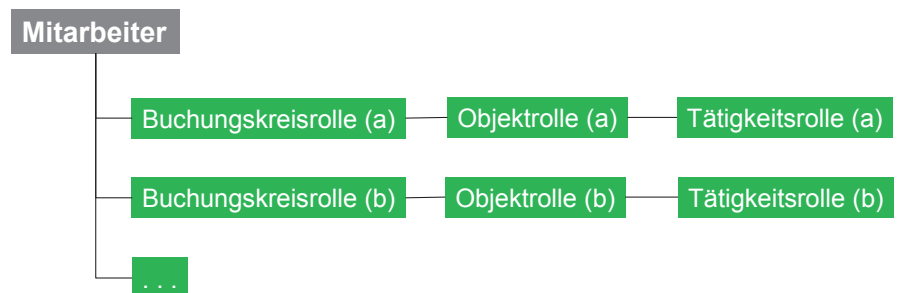 Mitarbeiter
Buchungskreisrolle (a) Objektrolle (a) Tätigkeitsrolle (a)
Buchungskreisrolle (b) Objektrolle (b) Tätigkeitsrolle (b)
. . .